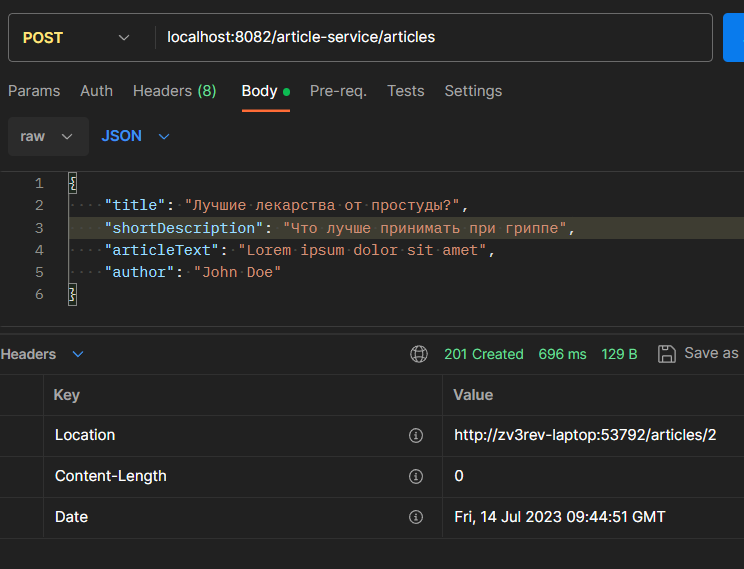 POST localhost:8082/article-service/articles
Params Auth Headers (8) Body Pre-req. Tests Settings
raw JSON
1 {
2 "title": "Лучшие лекарства от простуды?",
3 "shortDescription": "Что лучше принимать при гриппе",
4 "articleText": "Lorem ipsum dolor sit amet",
5 "author": "John Doe"
6 }
Headers 201 Created 696 ms 129 B Save as
Key Value
Location http://zv3rev-laptop:53792/articles/2
Content-Length 0
Date Fri, 14 Jul 2023 09:44:51 GMT